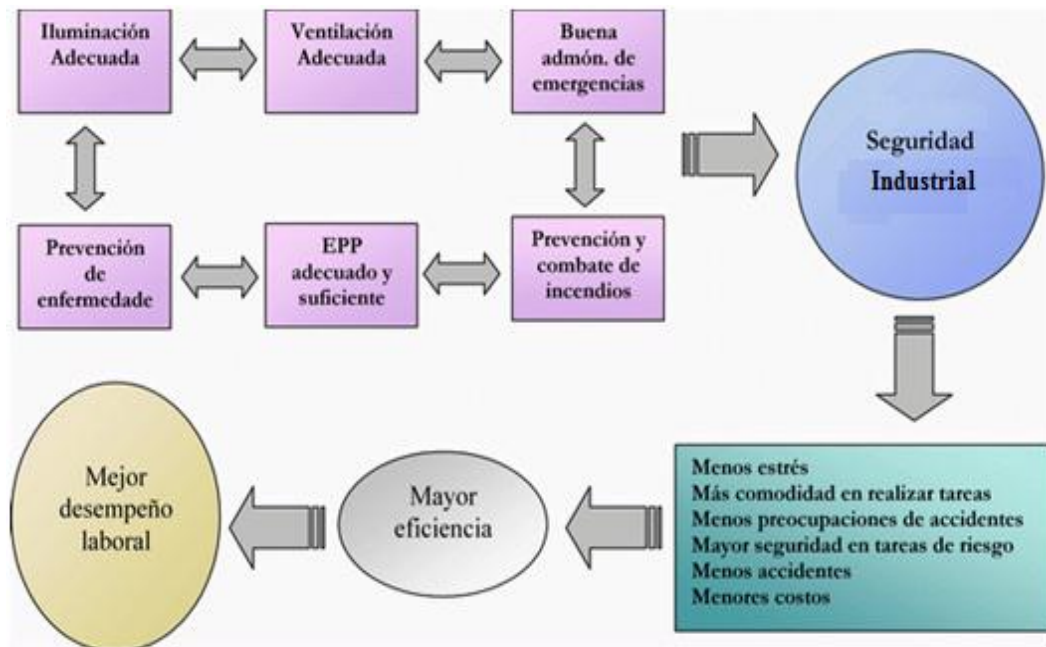 Iluminación
Adecuada
Ventilación
Adecuada
Buena
admón. de
emergencias
Seguridad
Industrial
Prevención
de
enfermedade
EPP
adecuado y
suficiente
Prevención y
combate de
incendios
Mejor
desempeño
laboral
Mayor
eficiencia
Menos estrés
Más comodidad en realizar tareas
Menos preocupaciones de accidentes
Mayor seguridad en tareas de riesgo
Menos accidentes
Menores costos